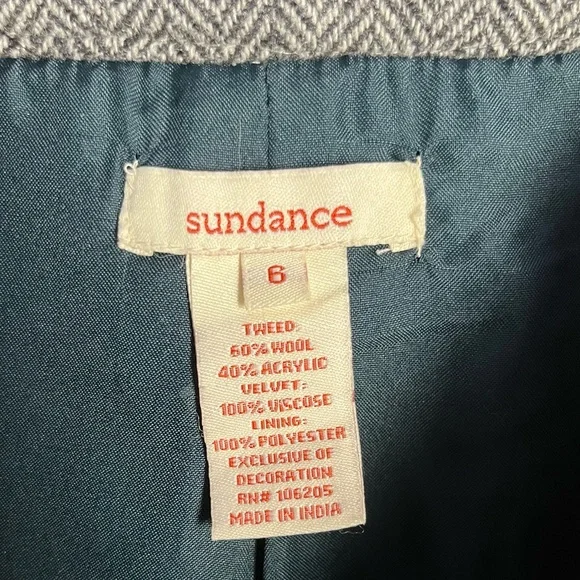 sundance
6
TWEED:
60% WOOL
40% ACRYLIC
VELVET:
100% VISCOSE
LINING:
100% POLYESTER
EXCLUSIVE OF
DECORATION
RN# 106205
MADE IN INDIA